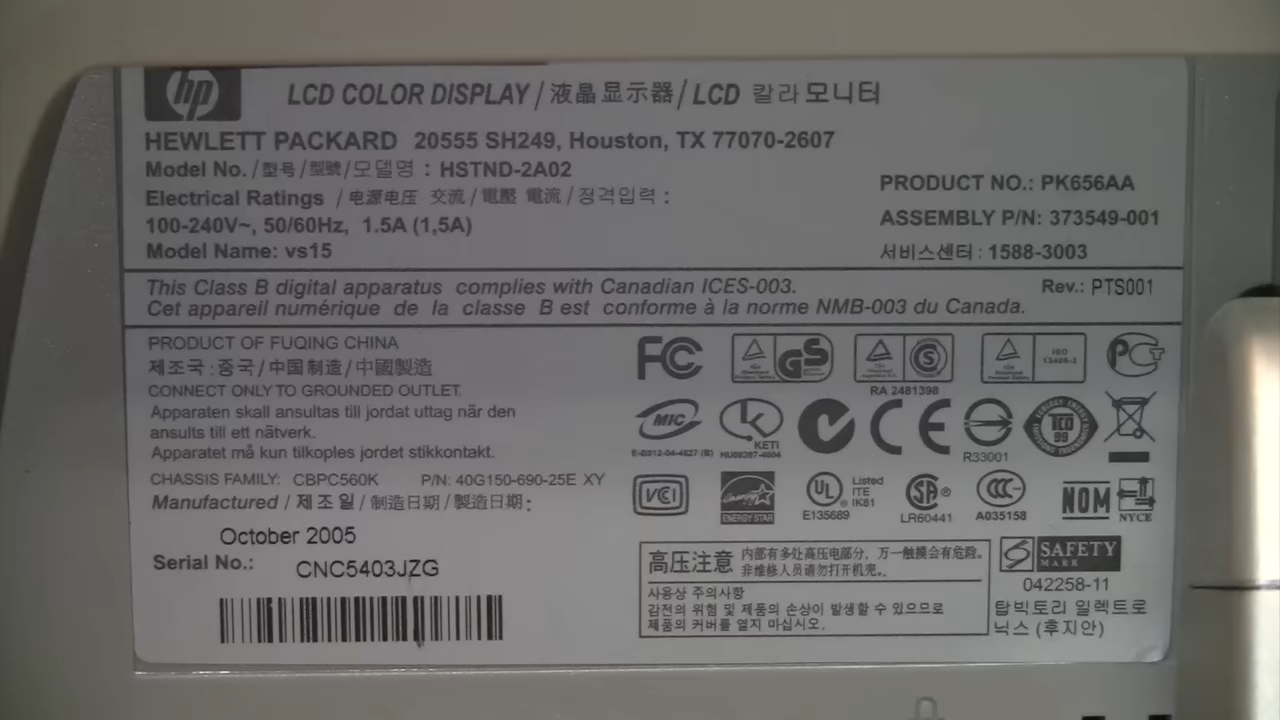 hp
LCD COLOR DISPLAY / 液晶显示器 / LCD 칼라모니터
HEWLETT PACKARD 20555 SH249, Houston, TX 77070-2607
Model No. / 型号 / 型號 / 모델명 : HSTND-2A02
Electrical Ratings / 电源电压 交流 / 電壓 電流 / 정격입력 :
100-240V~, 50/60Hz, 1.5A (1,5A)
Model Name: vs15
PRODUCT NO.: PK656AA
ASSEMBLY P/N: 373549-001
서비스센터 : 1588-3003
This Class B digital apparatus complies with Canadian ICES-003.
Cet appareil numérique de la classe B est conforme à la norme NMB-003 du Canada.
Rev.: PTS001
PRODUCT OF FUQING CHINA
제조국 : 중국 / 中国制造 / 中國製造
CONNECT ONLY TO GROUNDED OUTLET.
Apparaten skall ansultas till jordat uttag när den
ansults till ett nätverk.
Apparatet må kun tilkoples jordet stikkontakt.
CHASSIS FAMILY: CBPC560K P/N: 40G150-690-25E XY
Manufactured / 제조일 / 制造日期 / 製造日期 :
October 2005
Serial No.: CNC5403JZG
FC
GS
S
ISO
PCT
RA 2481398
MIC
K
KETI
CE
TCO
99
R33001
VCI
Energy
ENERGY STAR
UL ® Listed
ITE
IK61
E135689
SA ®
LR60441
CCC
A035158
NOM
NYCE
高压注意 内部有多处高压电部分, 万一触摸会有危险。
非维修人员请勿打开机壳。
사용상 주의사항
감전의 위험 및 제품의 손상이 발생할 수 있으므로
제품의 커버를 열지 마십시오.
S SAFETY
MARK
042258-11
탑빅토리 일렉트로
닉스 (후지안)